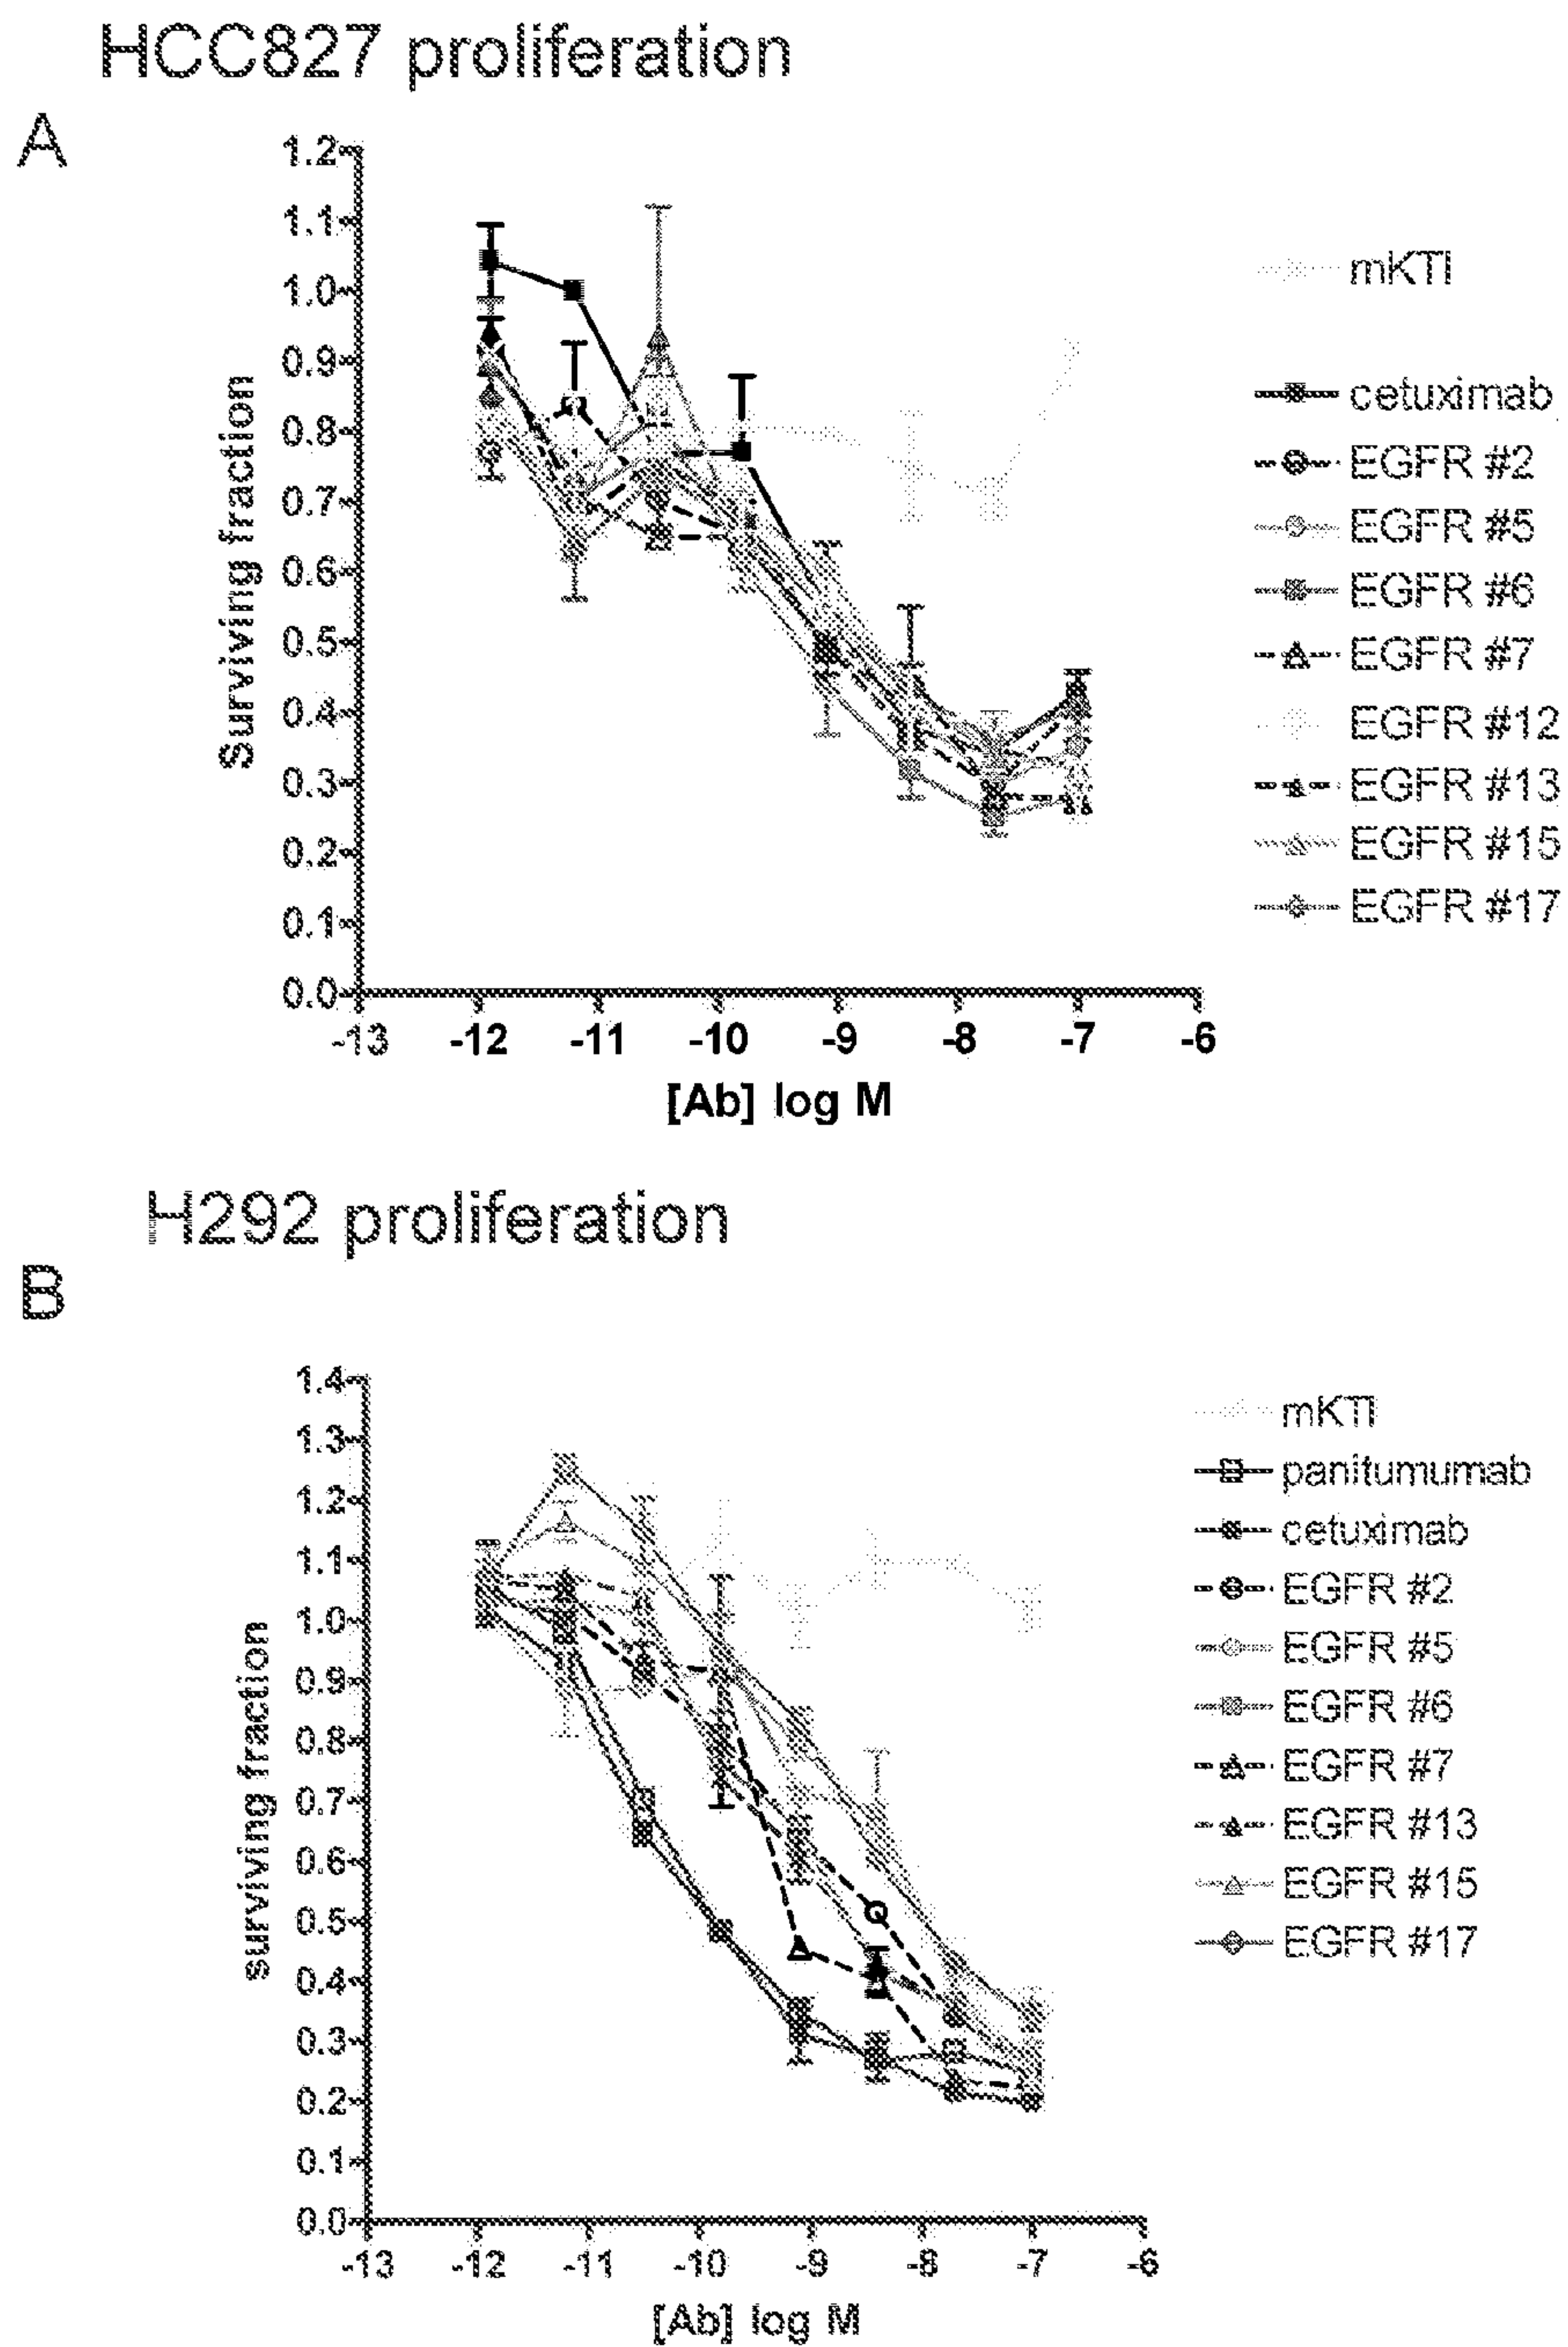 HCC827 proliferation
A
1.2
1.1
1.0
0.9
0.8
0.7
0.6
0.5
0.4
0.3
0.2
0.1
0.0
Surviving fraction
-13 -12 -11 -10 -9 -8 -7 -6
[Ab] log M
mKTI
cetuximab
EGFR #2
EGFR #5
EGFR #6
EGFR #7
EGFR #12
EGFR #13
EGFR #15
EGFR #17
H292 proliferation
B
1.4
1.3
1.2
1.1
1.0
0.9
0.8
0.7
0.6
0.5
0.4
0.3
0.2
0.1
0.0
surviving fraction
-13 -12 -11 -10 -9 -8 -7 -6
[Ab] log M
mKTI
panitumumab
cetuximab
EGFR #2
EGFR #5
EGFR #6
EGFR #7
EGFR #13
EGFR #15
EGFR #17